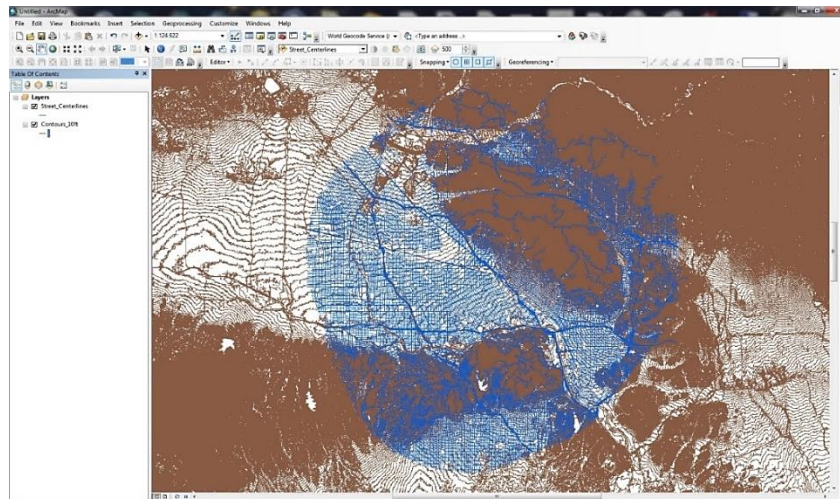 Untitled - ArcMap
File Edit View Bookmarks Insert Selection Geoprocessing Customize Windows Help
1:124,622
World Geocode Service (
<Type an address...>
Street_Centerlines
500
Editor
Snapping
Georeferencing
Table Of Contents
Layers
Street_Centerlines
Contours_10ft